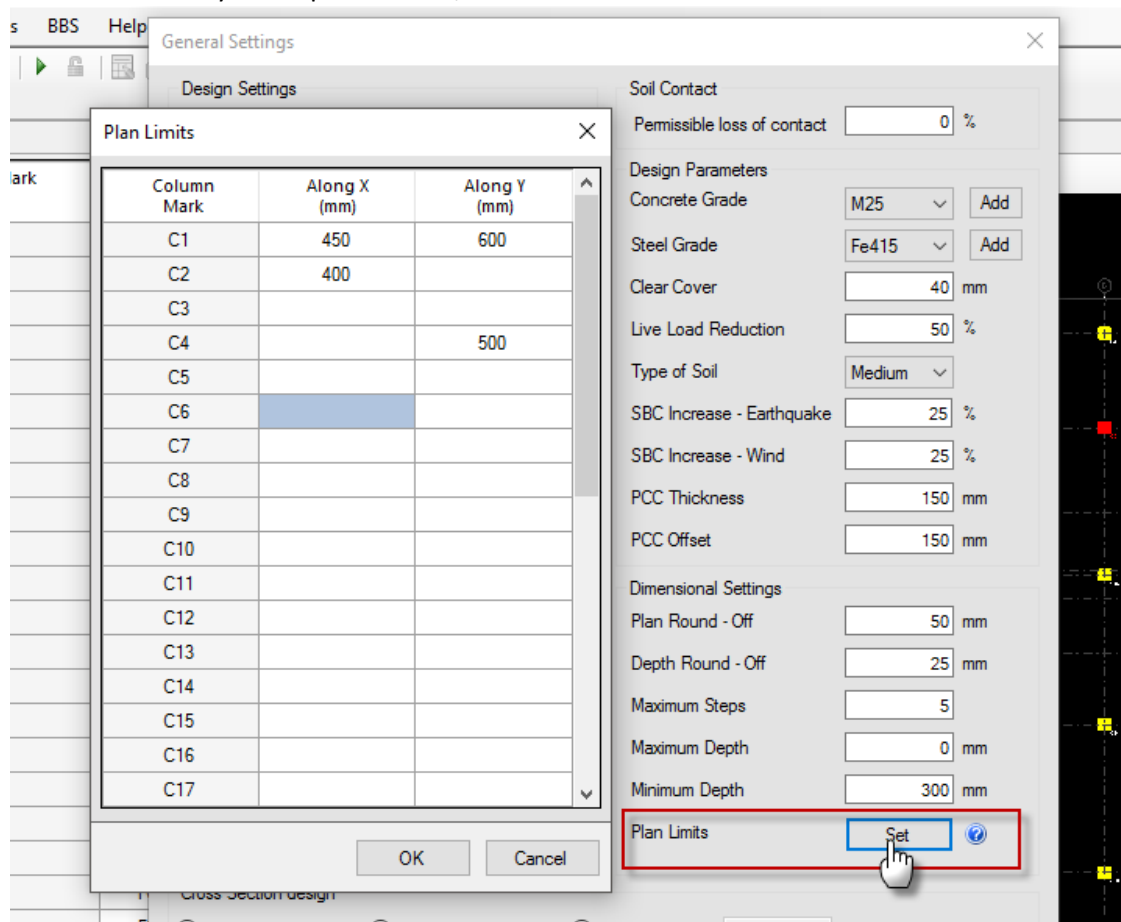 s BBS Help
General Settings
Design Settings
Plan Limits
ark
Column Mark Along X (mm) Along Y (mm)
C1 450 600
C2 400
C3
C4 500
C5
C6
C7
C8
C9
C10
C11
C12
C13
C14
C15
C16
C17
OK Cancel
Soil Contact
Permissible loss of contact 0 %
Design Parameters
Concrete Grade M25 Add
Steel Grade Fe415 Add
Clear Cover 40 mm
Live Load Reduction 50 %
Type of Soil Medium
SBC Increase - Earthquake 25 %
SBC Increase - Wind 25 %
PCC Thickness 150 mm
PCC Offset 150 mm
Dimensional Settings
Plan Round - Off 50 mm
Depth Round - Off 25 mm
Maximum Steps 5
Maximum Depth 0 mm
Minimum Depth 300 mm
Plan Limits Set ?
Cross Section design